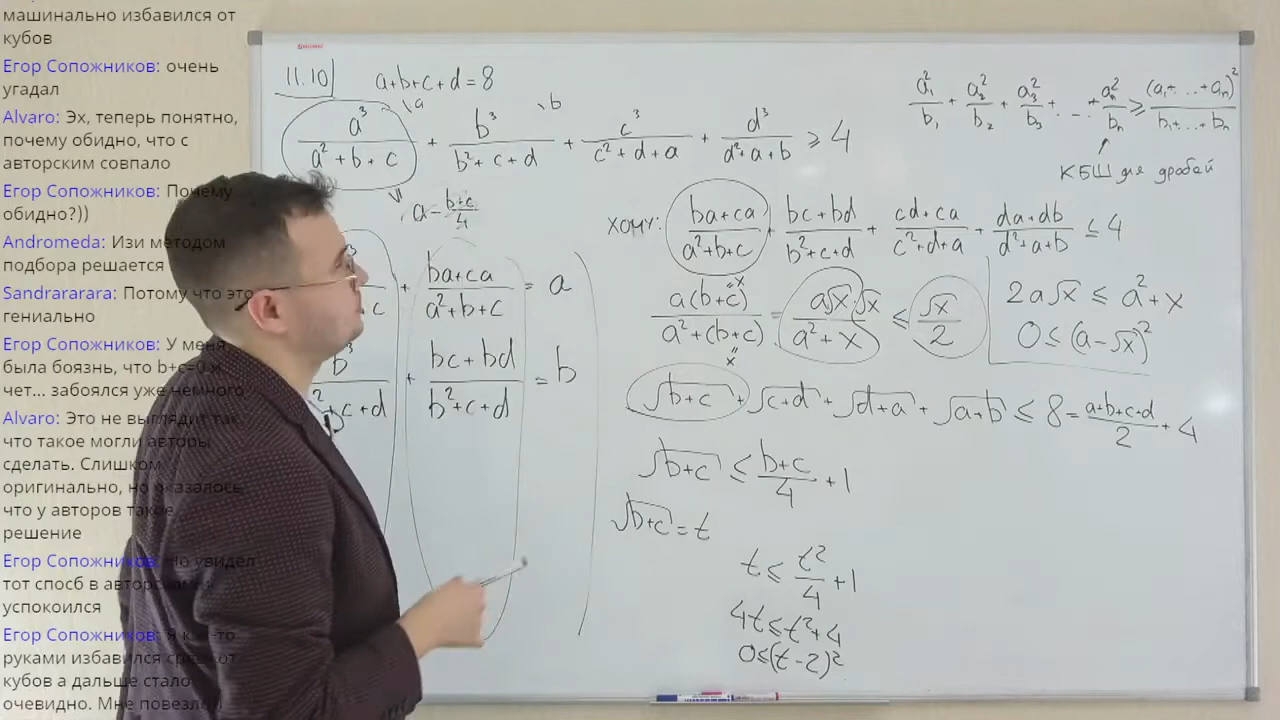 машинально избавился от
кубов
Егор Сопожников: очень
угадал
Alvaro: Эх, теперь понятно,
почему обидно, что с
авторским совпало
Егор Сопожников: Почему
обидно?))
Andromeda: Изи методом
подбора решается
Sandrararara: Потому что это
гениально
Егор Сопожников: У меня
была боязнь, что b+c=0 и
чет... забоялся уже немного
Alvaro: Это не выглядит так,
что такое могли авторы
сделать. Слишком
оригинально, но оказалось
что у авторов такое
решение
Егор Сопожников: Но увидел
тот способ в авторских и
успокоился
Егор Сопожников: Я как-то
руками избавился сразу от
кубов а дальше стало
очевидно. Мне повезло
11.10
a+b+c+d=8
a³/(a²+b+c) + b³/(b²+c+d) + c³/(c²+d+a) + d³/(d²+a+b) ≥ 4
a - (b+c)/4
+ (ba+ca)/(a²+b+c) = a
+ (bc+bd)/(b²+c+d) = b
a₁²/b₁ + a₂²/b₂ + a₃²/b₃ + ... + aₙ²/bₙ ≥ (a₁+...+aₙ)²/(b₁+...+bₙ)
КБШ для дробей
ХОЧУ: (ba+ca)/(a²+b+c) + (bc+bd)/(b²+c+d) + (cd+ca)/(c²+d+a) + (da+db)/(d²+a+b) ≤ 4
a(b+c)/(a²+(b+c)) = a√x·√x/(a²+x) ≤ √x/2
2a√x ≤ a²+x
0 ≤ (a-√x)²
√(b+c) + √(c+d) + √(d+a) + √(a+b) ≤ 8 = (a+b+c+d)/2 + 4
√(b+c) ≤ (b+c)/4 + 1
√(b+c) = t
t ≤ t²/4 + 1
4t ≤ t²+4
0 ≤ (t-2)²